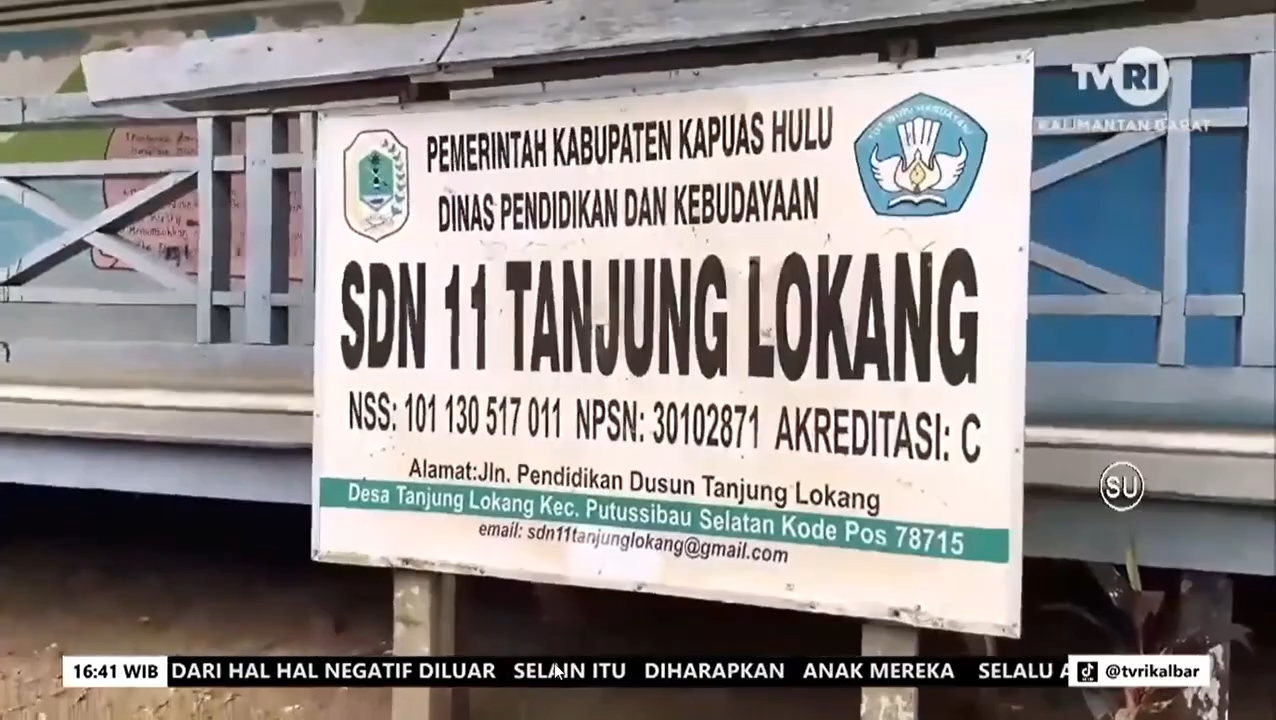 TVRI
KALIMANTAN BARAT
PEMERINTAH KABUPATEN KAPUAS HULU
DINAS PENDIDIKAN DAN KEBUDAYAAN
TUT WURI HANDAYANI
SDN 11 TANJUNG LOKANG
NSS: 101 130 517 011 NPSN: 30102871 AKREDITASI: C
Alamat:Jln. Pendidikan Dusun Tanjung Lokang
Desa Tanjung Lokang Kec. Putussibau Selatan Kode Pos 78715
email: sdn11tanjunglokang@gmail.com
SU
16:41 WIB DARI HAL HAL NEGATIF DILUAR SELAIN ITU DIHARAPKAN ANAK MEREKA SELALU A @tvrikalbar